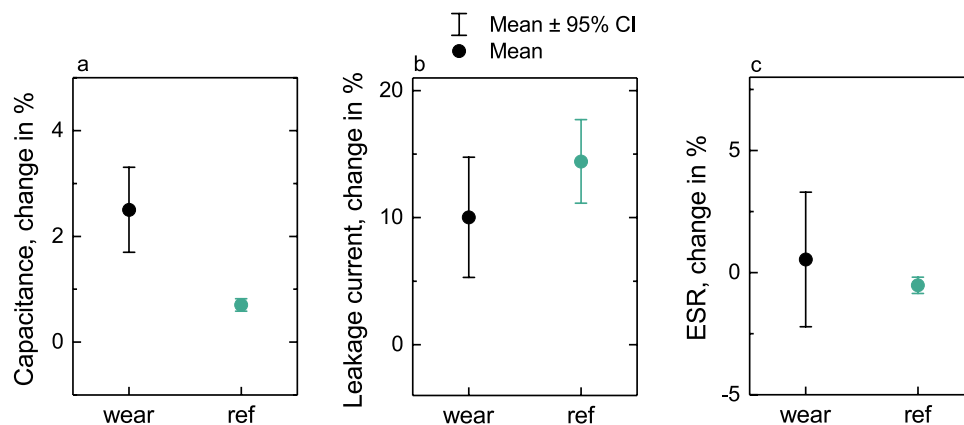 Mean ± 95% CI
Mean
a
Capacitance, change in %
4
2
0
wear ref
b
Leakage current, change in %
20
10
0
wear ref
c
ESR, change in %
5
0
-5
wear ref